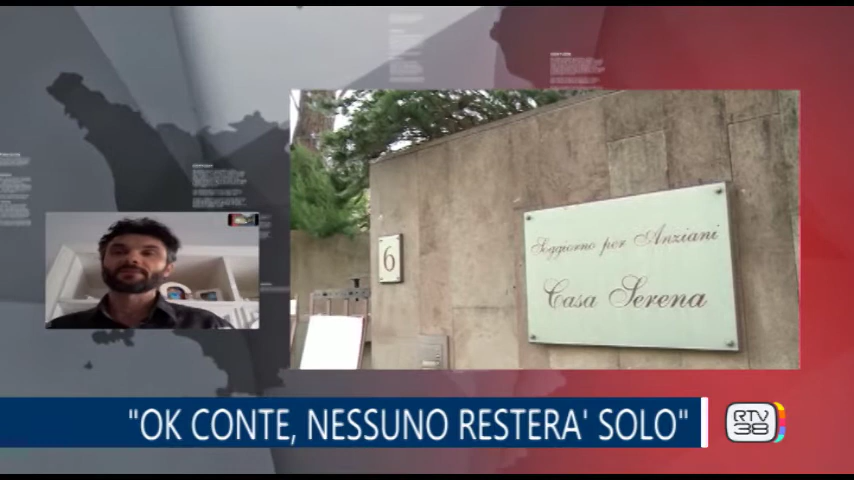 6
Soggiorno per Anziani
Casa Serena
"OK CONTE, NESSUNO RESTERA' SOLO"
RTV
38